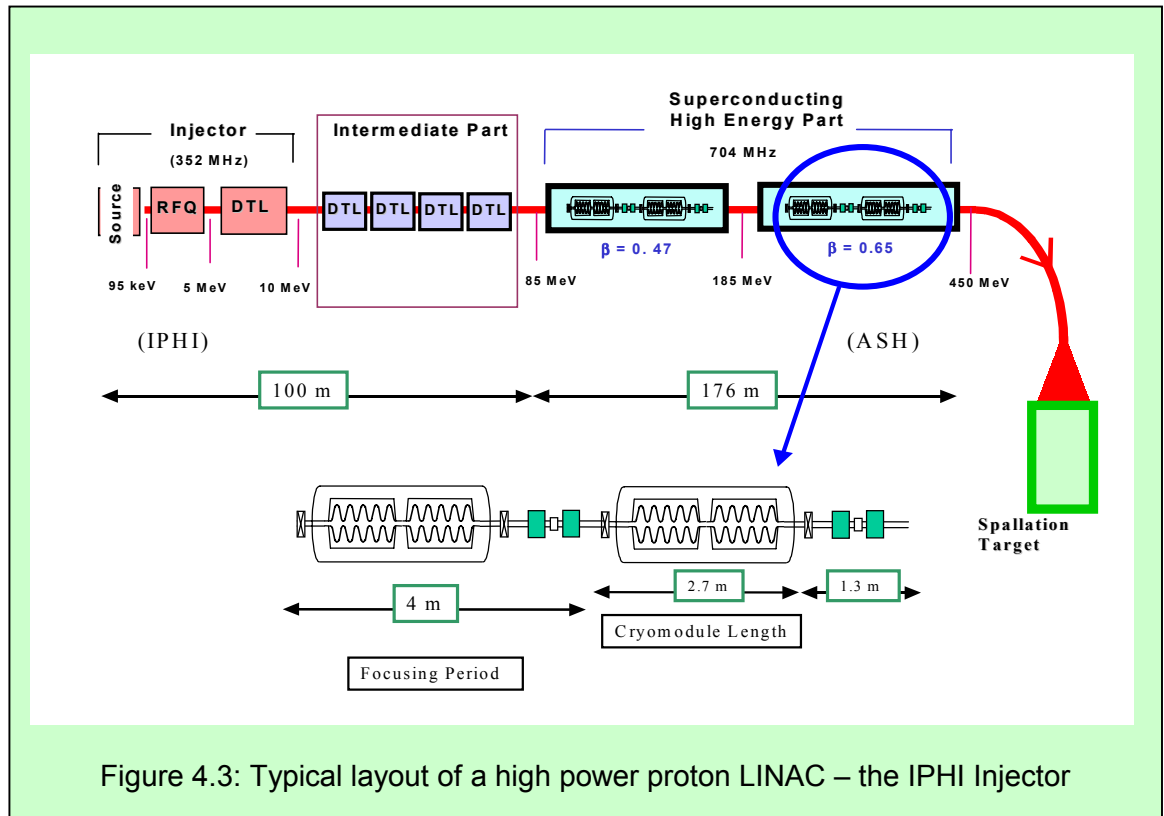 Superconducting
High Energy Part
704 MHz
Injector
(352 MHz)
Intermediate Part
Source
RFQ
DTL
DTL
DTL
DTL
DTL
β = 0. 47
β = 0.65
95 keV
5 MeV
10 MeV
85 MeV
185 MeV
450 MeV
(IPHI)
(ASH)
100 m
176 m
Spallation
Target
4 m
2.7 m
1.3 m
Cryomodule Length
Focusing Period
Figure 4.3: Typical layout of a high power proton LINAC – the IPHI Injector